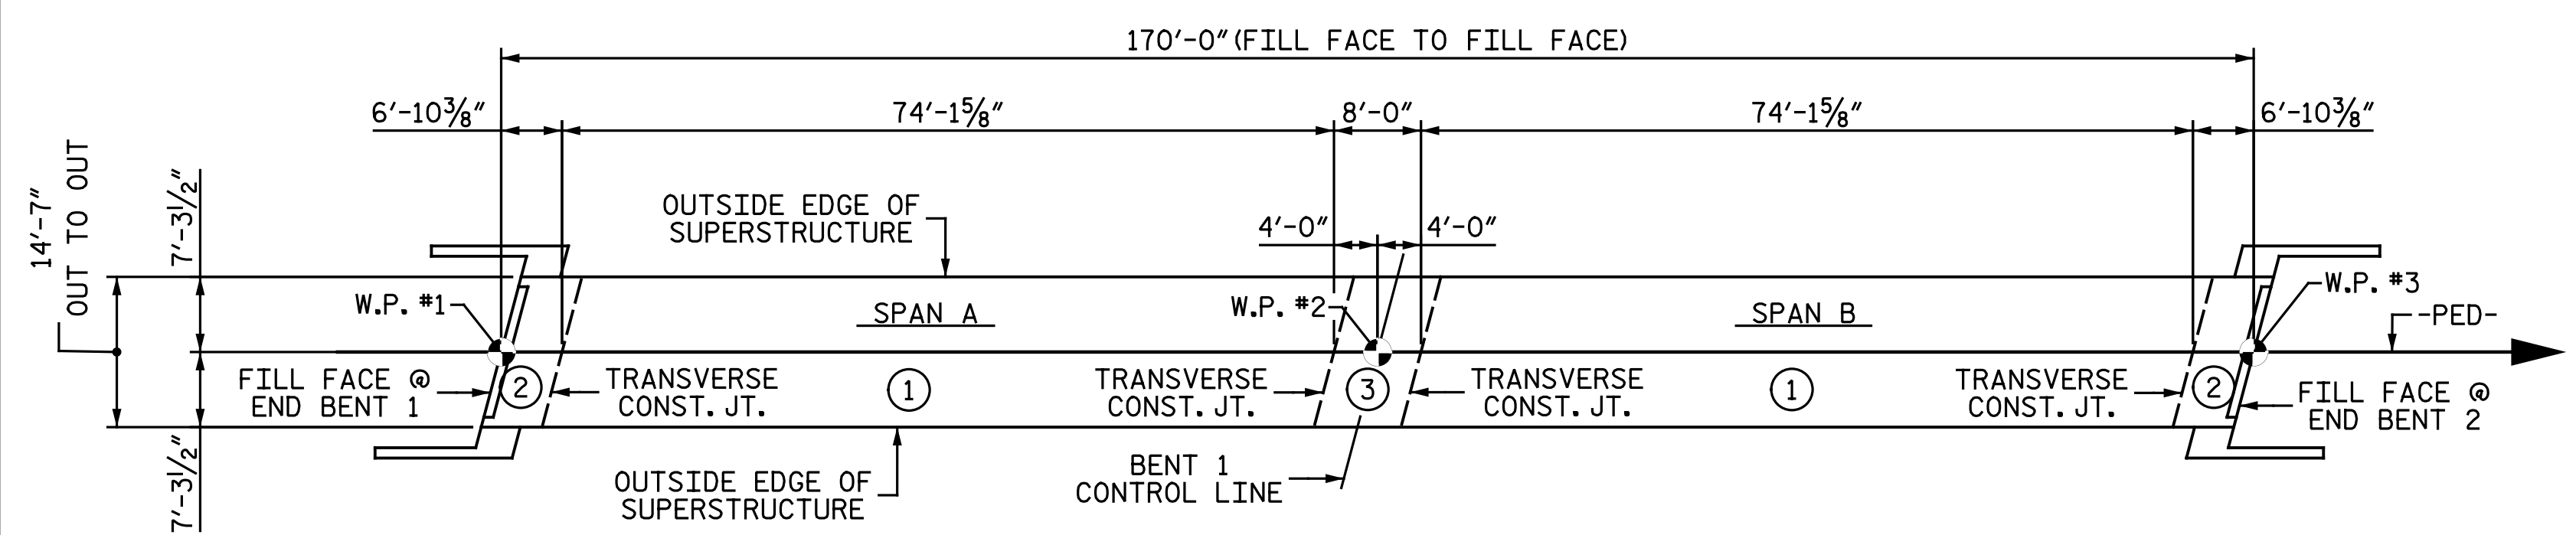 170'-0" (FILL FACE TO FILL FACE)
6'-10⅜"
74'-1⅝"
8'-0"
74'-1⅝"
6'-10⅜"
14'-7"
OUT TO OUT
7'-3½"
7'-3½"
OUTSIDE EDGE OF
SUPERSTRUCTURE
4'-0"
4'-0"
W.P. #1
SPAN A
W.P. #2
SPAN B
W.P. #3
-PED-
FILL FACE @
END BENT 1
2
TRANSVERSE
CONST. JT.
1
TRANSVERSE
CONST. JT.
3
TRANSVERSE
CONST. JT.
1
TRANSVERSE
CONST. JT.
2
FILL FACE @
END BENT 2
OUTSIDE EDGE OF
SUPERSTRUCTURE
BENT 1
CONTROL LINE